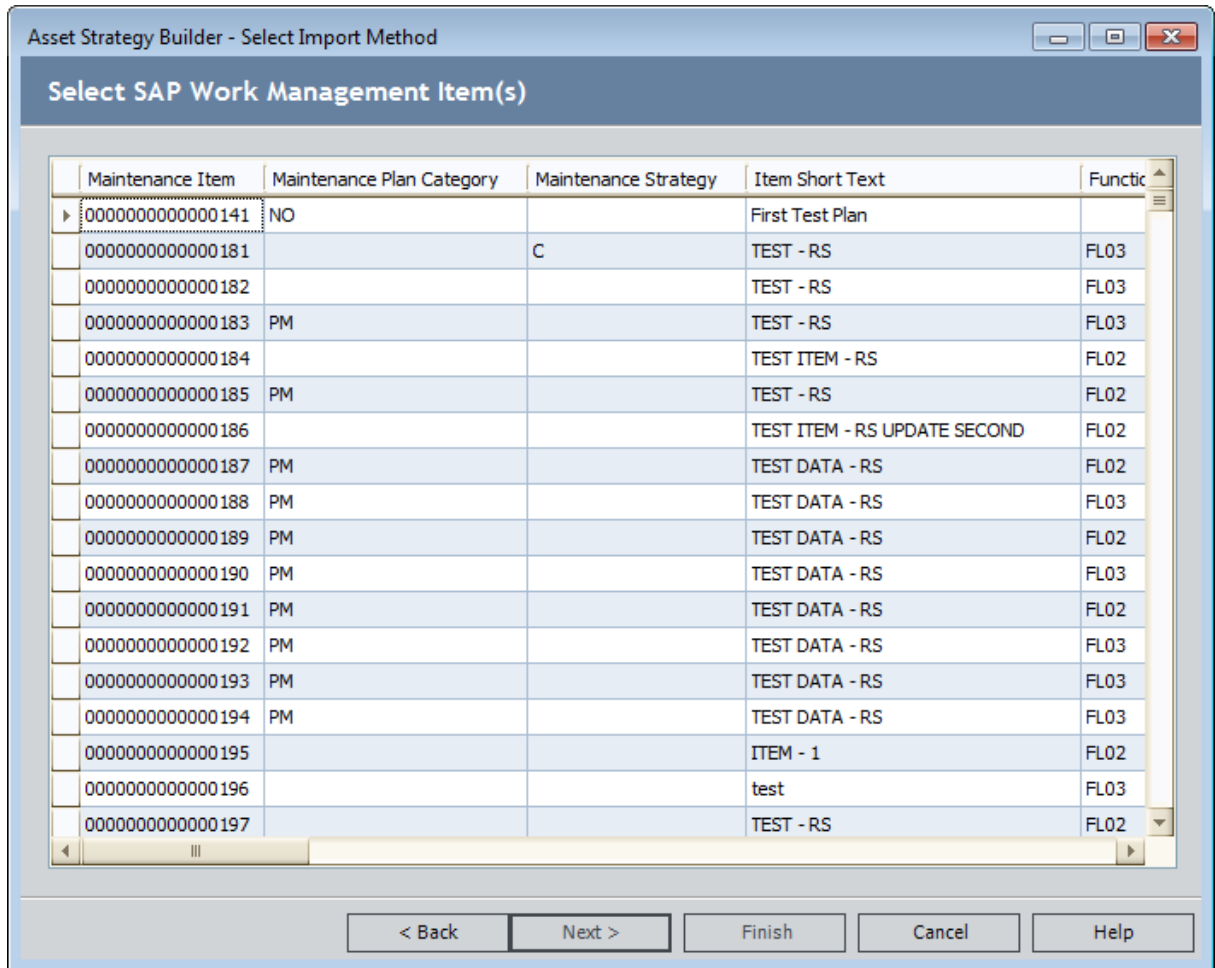 Asset Strategy Builder - Select Import Method
Select SAP Work Management Item(s)
Maintenance Item Maintenance Plan Category Maintenance Strategy Item Short Text Functic
0000000000000141 NO First Test Plan
0000000000000181 C TEST - RS FL03
0000000000000182 TEST - RS FL03
0000000000000183 PM TEST - RS FL03
0000000000000184 TEST ITEM - RS FL02
0000000000000185 PM TEST - RS FL02
0000000000000186 TEST ITEM - RS UPDATE SECOND FL02
0000000000000187 PM TEST DATA - RS FL02
0000000000000188 PM TEST DATA - RS FL03
0000000000000189 PM TEST DATA - RS FL02
0000000000000190 PM TEST DATA - RS FL03
0000000000000191 PM TEST DATA - RS FL02
0000000000000192 PM TEST DATA - RS FL03
0000000000000193 PM TEST DATA - RS FL03
0000000000000194 PM TEST DATA - RS FL03
0000000000000195 ITEM - 1 FL02
0000000000000196 test FL03
0000000000000197 TEST - RS FL02
< Back Next > Finish Cancel Help